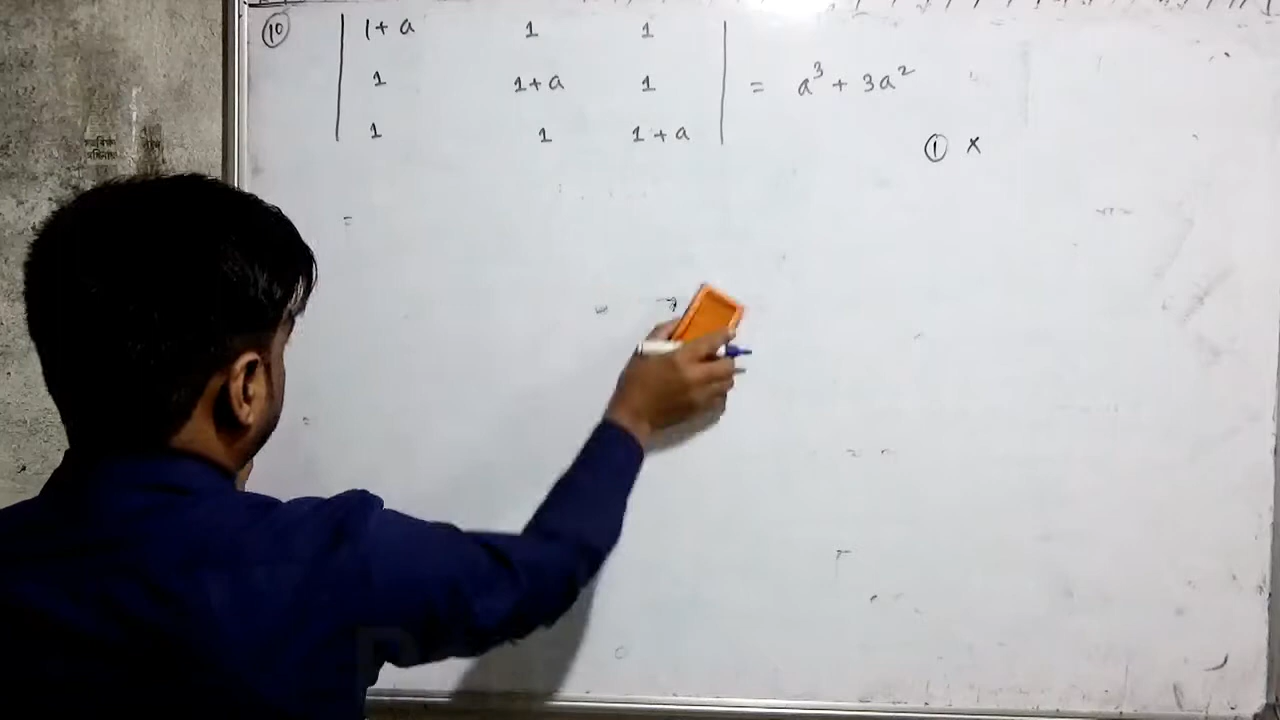 ⑩ | 1+a 1 1 |
| 1 1+a 1 | = a³ + 3a²
| 1 1 1+a |
① x
=